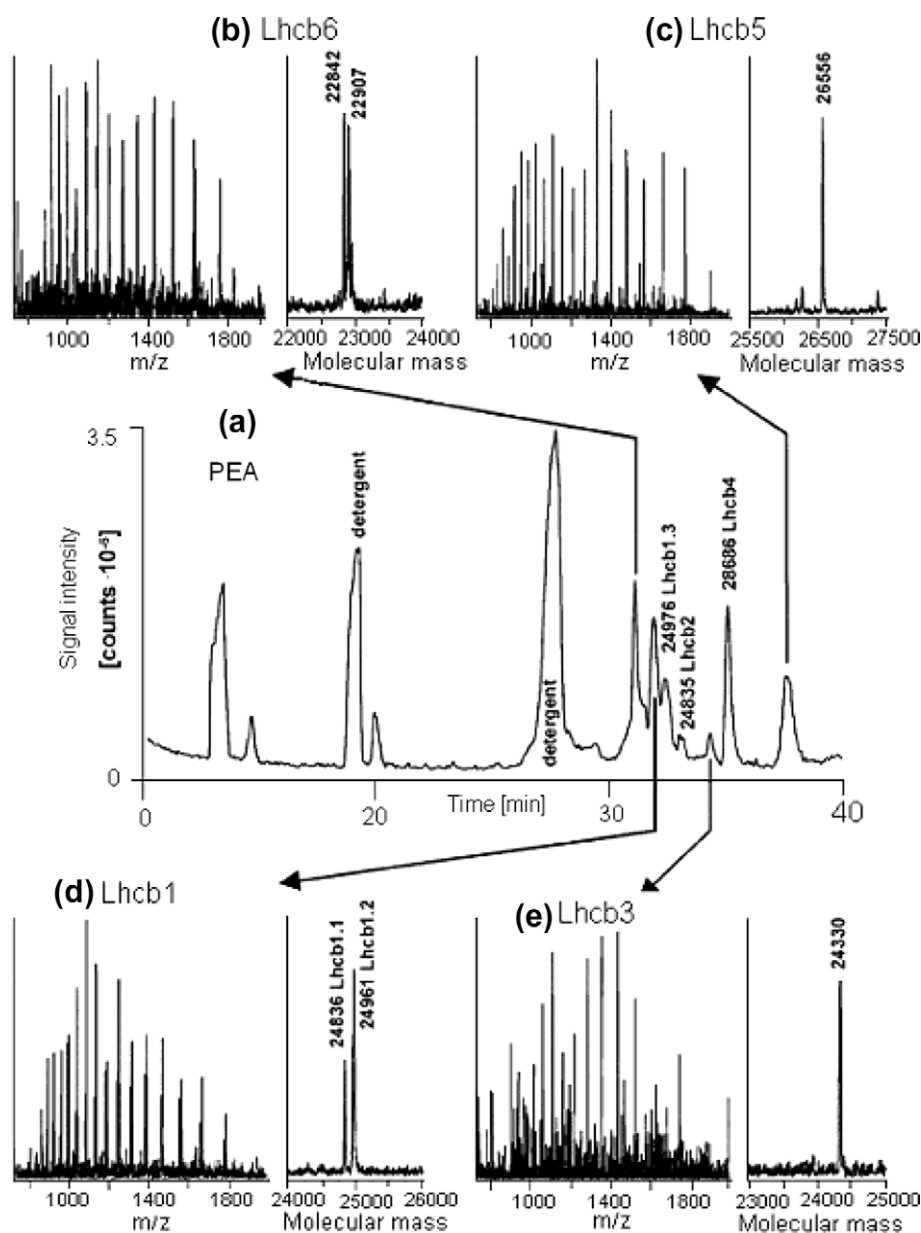 (b) Lhcb6
22842
22907
1000 1400 1800
m/z
22000 23000 24000
Molecular mass
(c) Lhcb5
26556
1000 1400 1800
m/z
25500 26500 27500
Molecular mass
(a)
PEA
3.5
0
Signal intensity
[counts ·10⁻⁶]
detergent
detergent
24976 Lhcb1.3
24835 Lhcb2
28686 Lhcb4
0 20 30 40
Time [min]
(d) Lhcb1
24836 Lhcb1.1
24961 Lhcb1.2
1000 1400 1800
m/z
24000 25000 26000
Molecular mass
(e) Lhcb3
24330
1000 1400 1800
m/z
23000 24000 25000
Molecular mass